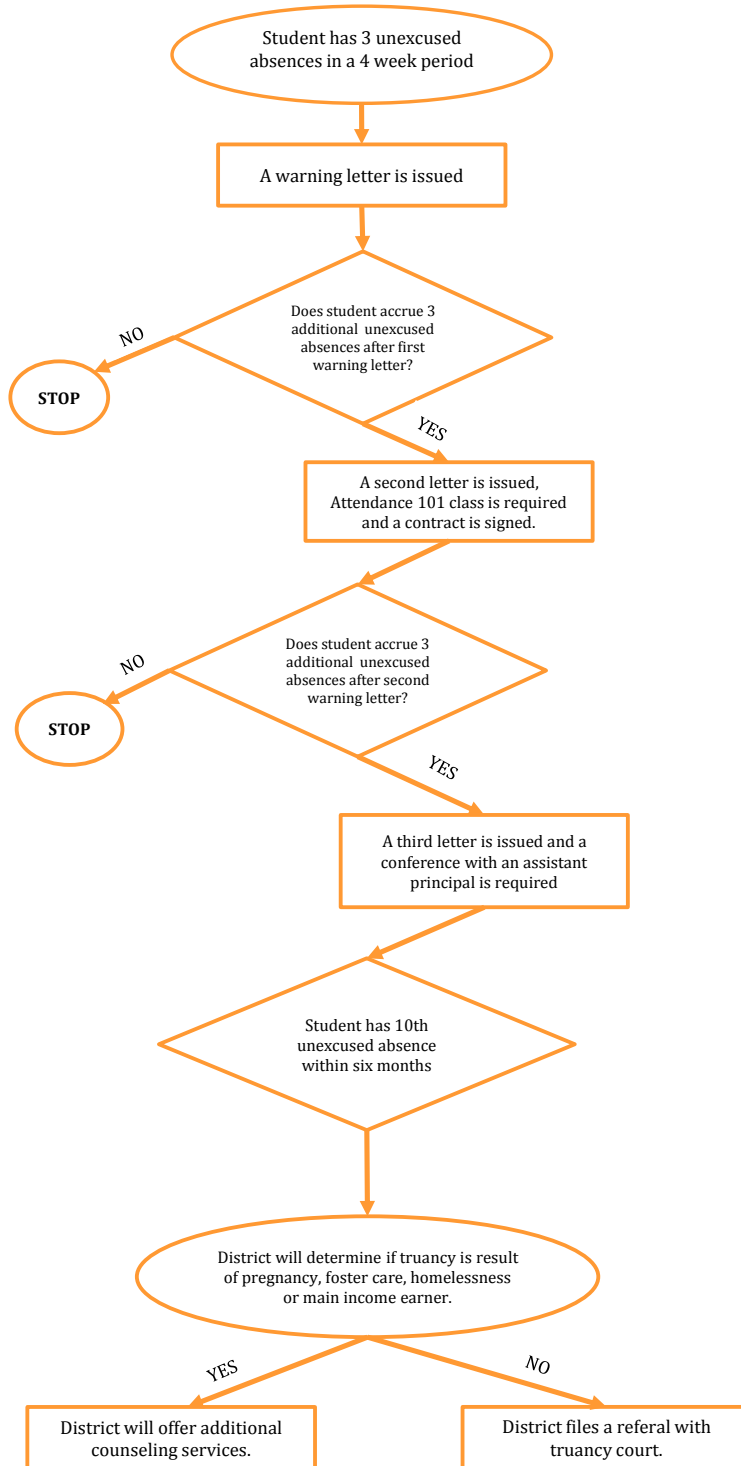 Student has 3 unexcused
absences in a 4 week period
A warning letter is issued
Does student accrue 3
additional unexcused
absences after first
warning letter?
NO
STOP
YES
A second letter is issued,
Attendance 101 class is required
and a contract is signed.
Does student accrue 3
additional unexcused
absences after second
warning letter?
NO
STOP
YES
A third letter is issued and a
conference with an assistant
principal is required
Student has 10th
unexcused absence
within six months
District will determine if truancy is result
of pregnancy, foster care, homelessness
or main income earner.
YES
NO
District will offer additional
counseling services.
District files a referal with
truancy court.